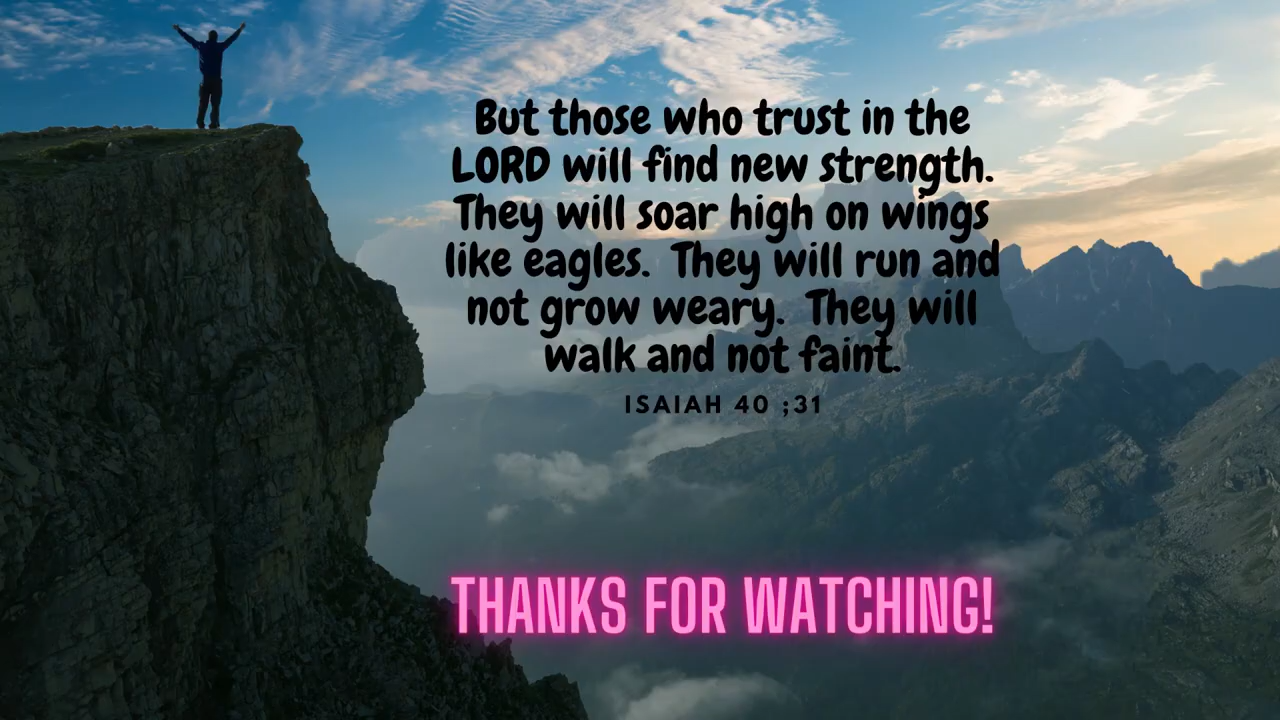 But those who trust in the
LORD will find new strength.
They will soar high on wings
like eagles.  They will run and
not grow weary.  They will
walk and not faint.
ISAIAH 40 ;31
THANKS FOR WATCHING!